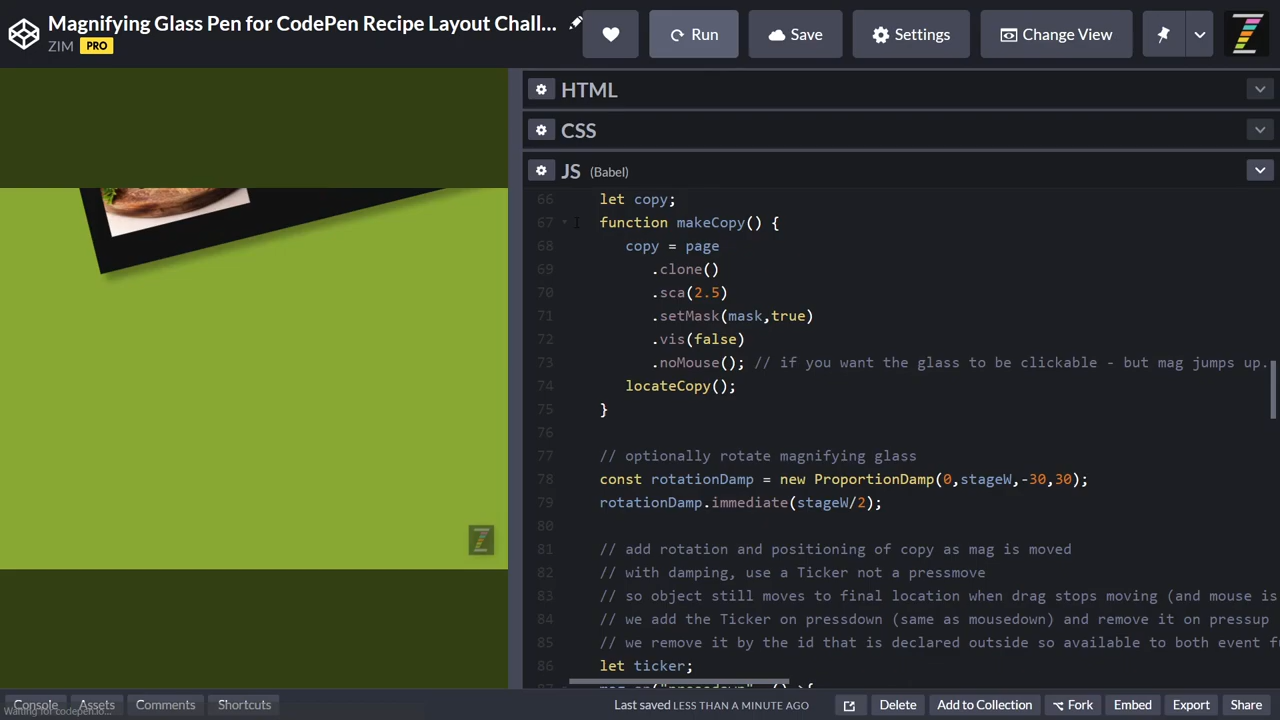 Magnifying Glass Pen for CodePen Recipe Layout Chall...
ZIM PRO
Run
Save
Settings
Change View
HTML
CSS
JS (Babel)
66 let copy;
67 function makeCopy() {
68 copy = page
69 .clone()
70 .sca(2.5)
71 .setMask(mask,true)
72 .vis(false)
73 .noMouse(); // if you want the glass to be clickable - but mag jumps up.
74 locateCopy();
75 }
76
77 // optionally rotate magnifying glass
78 const rotationDamp = new ProportionDamp(0,stageW,-30,30);
79 rotationDamp.immediate(stageW/2);
80
81 // add rotation and positioning of copy as mag is moved
82 // with damping, use a Ticker not a pressmove
83 // so object still moves to final location when drag stops moving (and mouse is
84 // we add the Ticker on pressdown (same as mousedown) and remove it on pressup
85 // we remove it by the id that is declared outside so available to both event f
86 let ticker;
Console
Assets
Comments
Shortcuts
Waiting for codepen.io...
Last saved LESS THAN A MINUTE AGO
Delete
Add to Collection
Fork
Embed
Export
Share